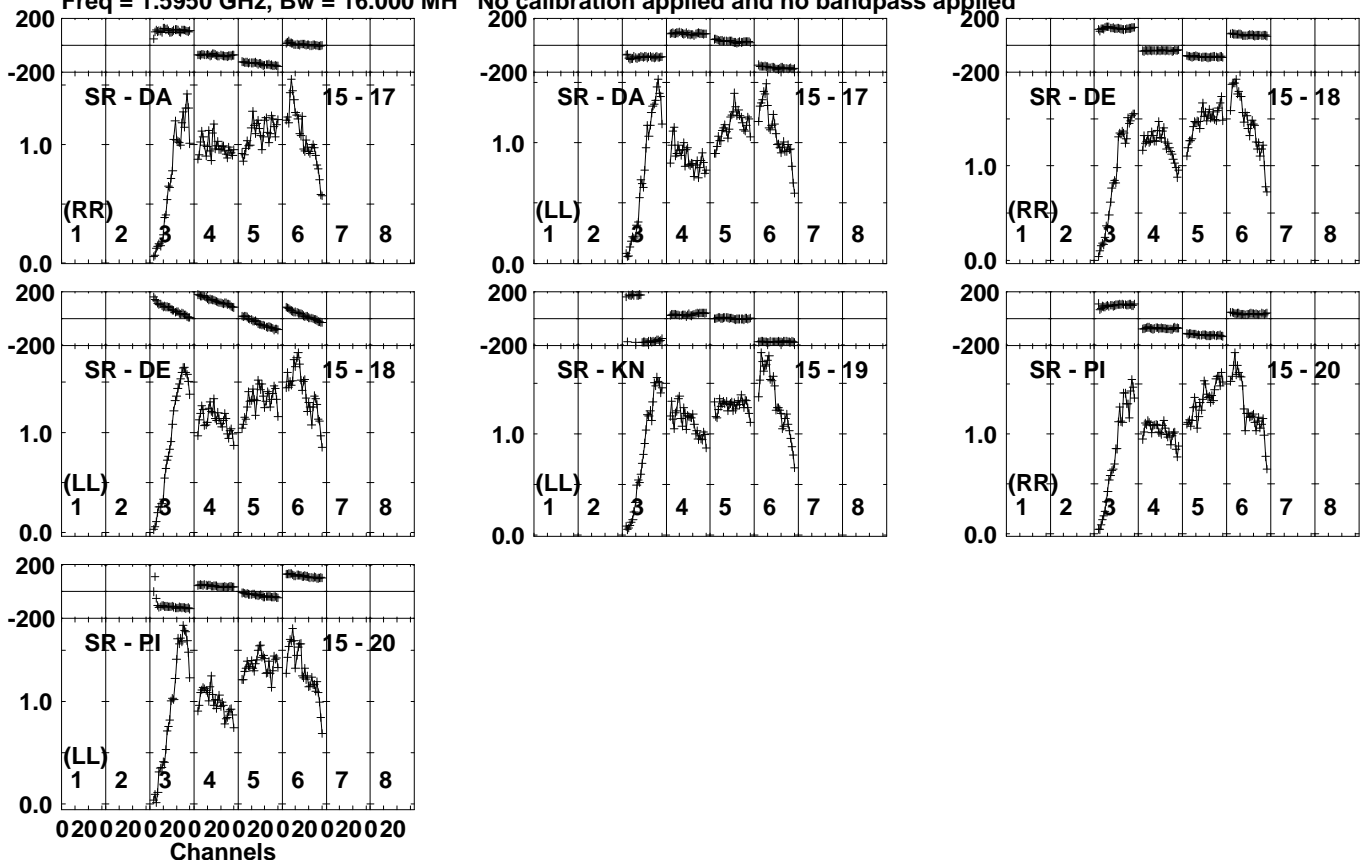 Freq = 1.5950 GHz, Bw = 16.000 MH No calibration applied and no bandpass applied
200
-200
SR - DA 15 - 17
1.0
(RR)
1 2 3 4 5 6 7 8
0.0
200
-200
SR - DA 15 - 17
1.0
(LL)
1 2 3 4 5 6 7 8
0.0
200
-200
SR - DE 15 - 18
1.0
(RR)
1 2 3 4 5 6 7 8
0.0
200
-200
SR - DE 15 - 18
1.0
(LL)
1 2 3 4 5 6 7 8
0.0
200
-200
SR - KN 15 - 19
1.0
(LL)
1 2 3 4 5 6 7 8
0.0
200
-200
SR - PI 15 - 20
1.0
(RR)
1 2 3 4 5 6 7 8
0.0
200
-200
SR - PI 15 - 20
1.0
(LL)
1 2 3 4 5 6 7 8
0.0
0 20 0 20 0 20 0 20 0 20 0 20 0 20 0 20
Channels